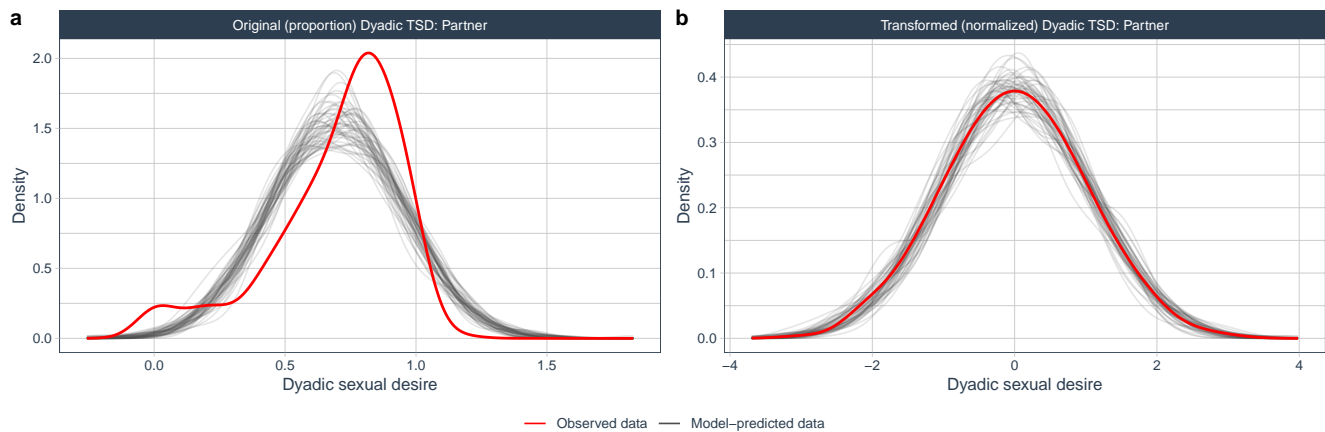 a
Original (proportion) Dyadic TSD: Partner
Density
2.0
1.5
1.0
0.5
0.0
0.0 0.5 1.0 1.5
Dyadic sexual desire
b
Transformed (normalized) Dyadic TSD: Partner
Density
0.4
0.3
0.2
0.1
0.0
−4 −2 0 2 4
Dyadic sexual desire
Observed data Model−predicted data